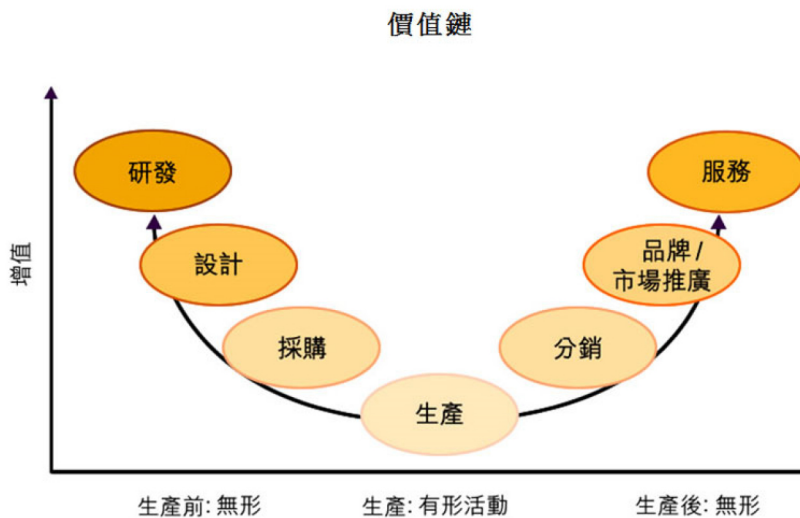 價值鏈
增值
研發
設計
採購
生產
分銷
品牌/
市場推廣
服務
生產前: 無形
生產: 有形活動
生產後: 無形